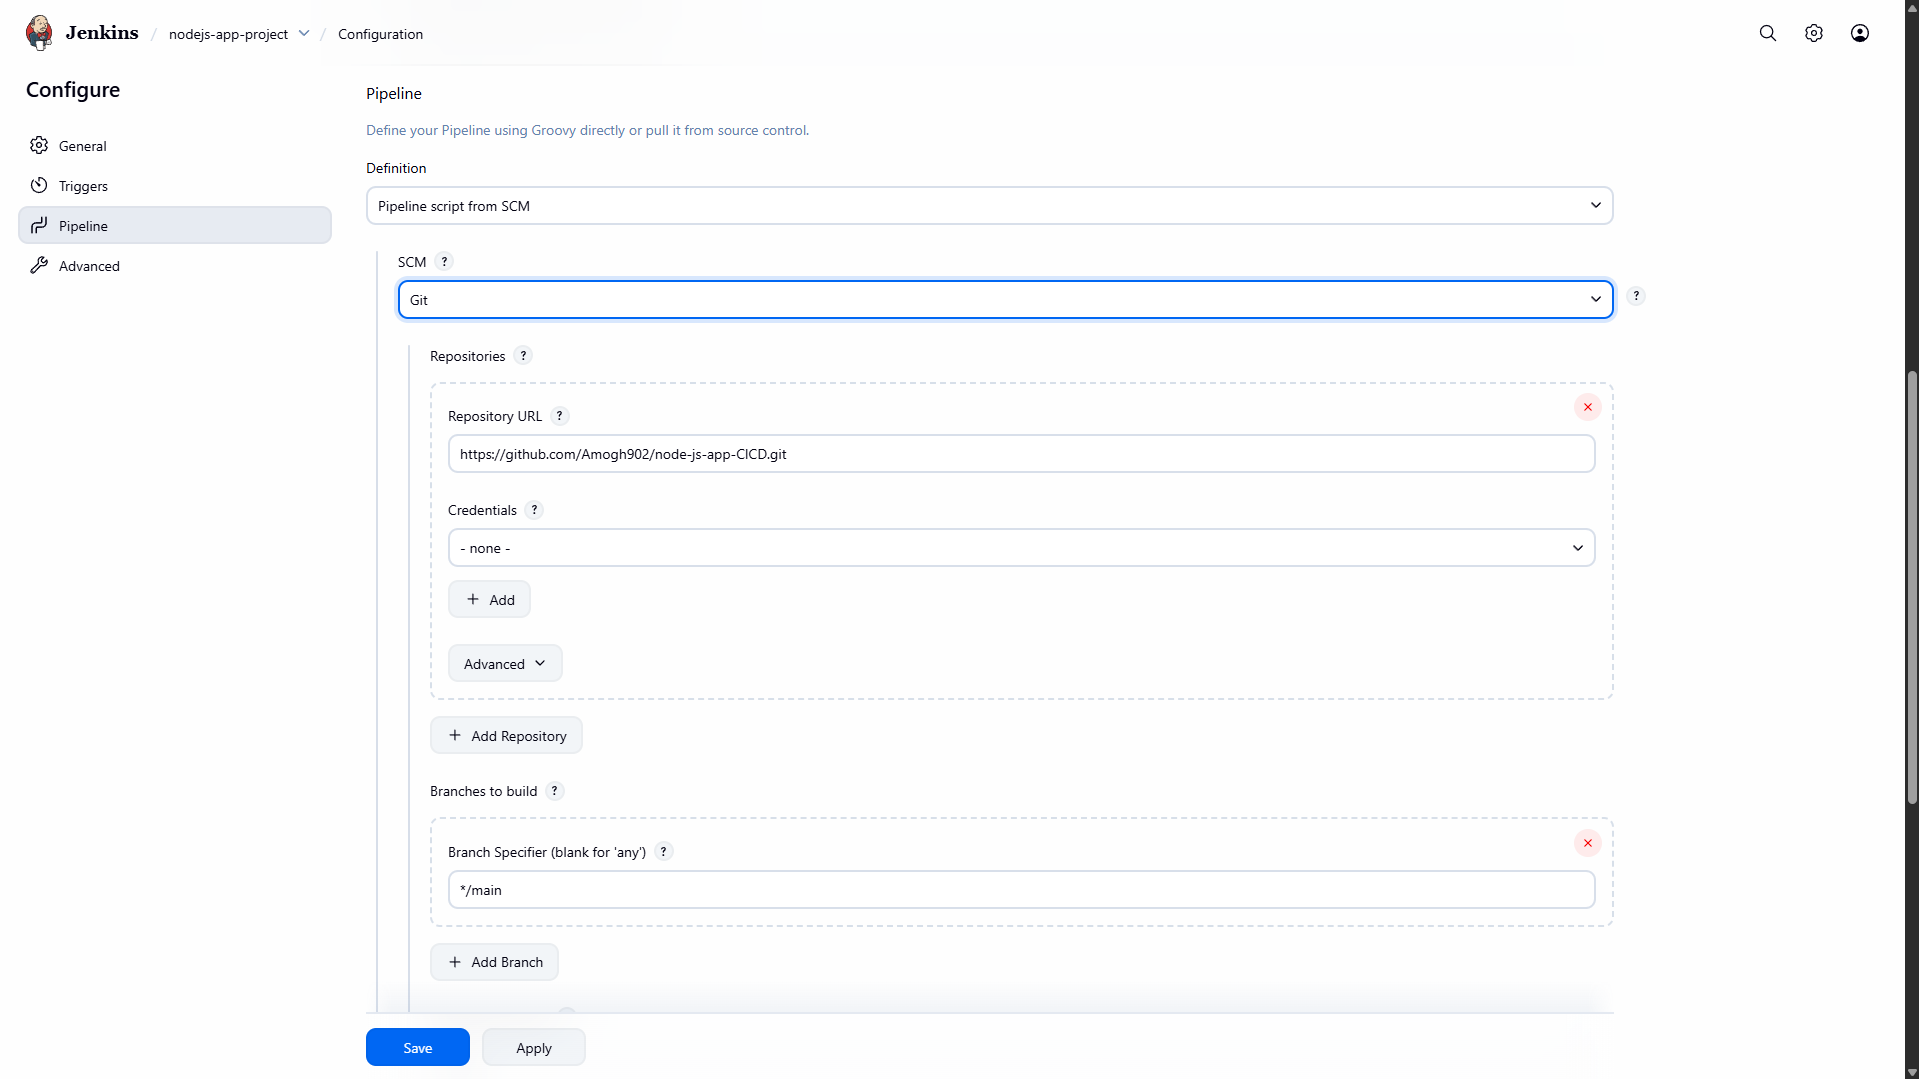 Jenkins / nodejs-app-project / Configuration
Configure
General
Triggers
Pipeline
Advanced
Pipeline
Define your Pipeline using Groovy directly or pull it from source control.
Definition
Pipeline script from SCM
SCM ?
Git
?
Repositories ?
Repository URL ?
https://github.com/Amogh902/node-js-app-CICD.git
Credentials ?
- none -
+ Add
Advanced
+ Add Repository
Branches to build ?
Branch Specifier (blank for 'any') ?
*/main
+ Add Branch
Save
Apply